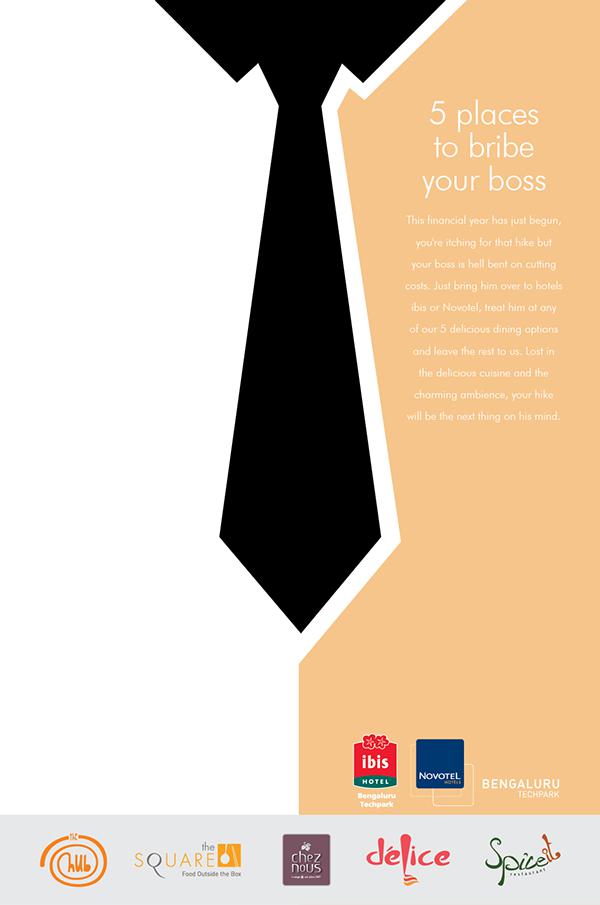 5 places
to bribe
your boss
This financial year has just begun,
you're itching for that hike but
your boss is hell bent on cutting
costs. Just bring him over to hotels
ibis or Novotel, treat him at any
of our 5 delicious dining options
and leave the rest to us. Lost in
the delicious cuisine and the
charming ambience, your hike
will be the next thing on his mind.
ibis
HOTEL
Bengaluru
Techpark
NOVOTEL
HOTELS
BENGALURU
TECHPARK
the
hub
the
SQUARE
Food Outside the Box
chez
nous
délice
Spice it
restaurant